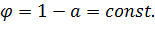 φ = 1 − a = const.